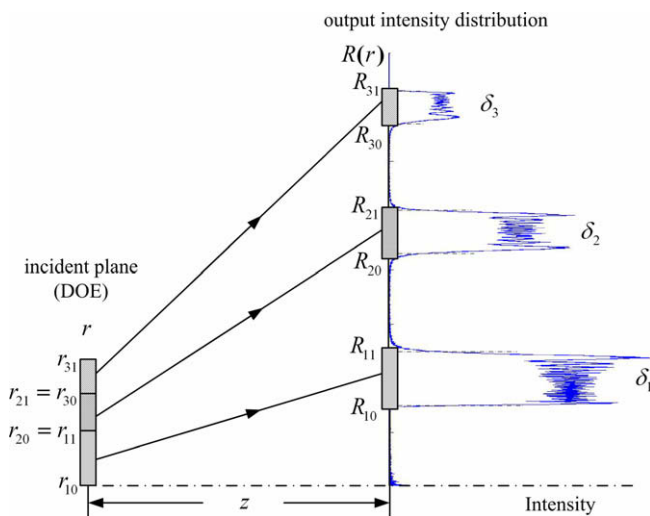 output intensity distribution
R(r)
R₃₁
δ₃
R₃₀
R₂₁
δ₂
R₂₀
incident plane
(DOE)
r
r₃₁
r₂₁ = r₃₀
r₂₀ = r₁₁
r₁₀
R₁₁
δ₁
R₁₀
z
Intensity